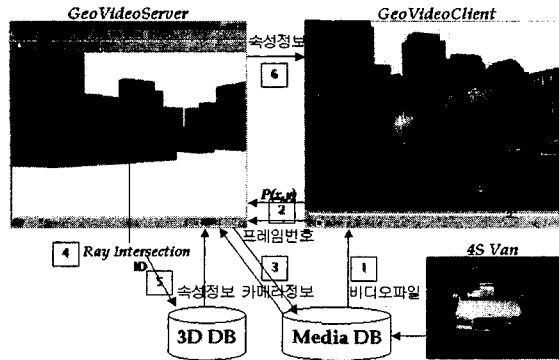 GeoVideoServer
GeoVideoClient
속성정보
6
P(x,y)
2
프레임번호
4 Ray Intersection
ID
5
3
1
4S Van
속성정보 카메라정보
비디오파일
3D DB
Media DB